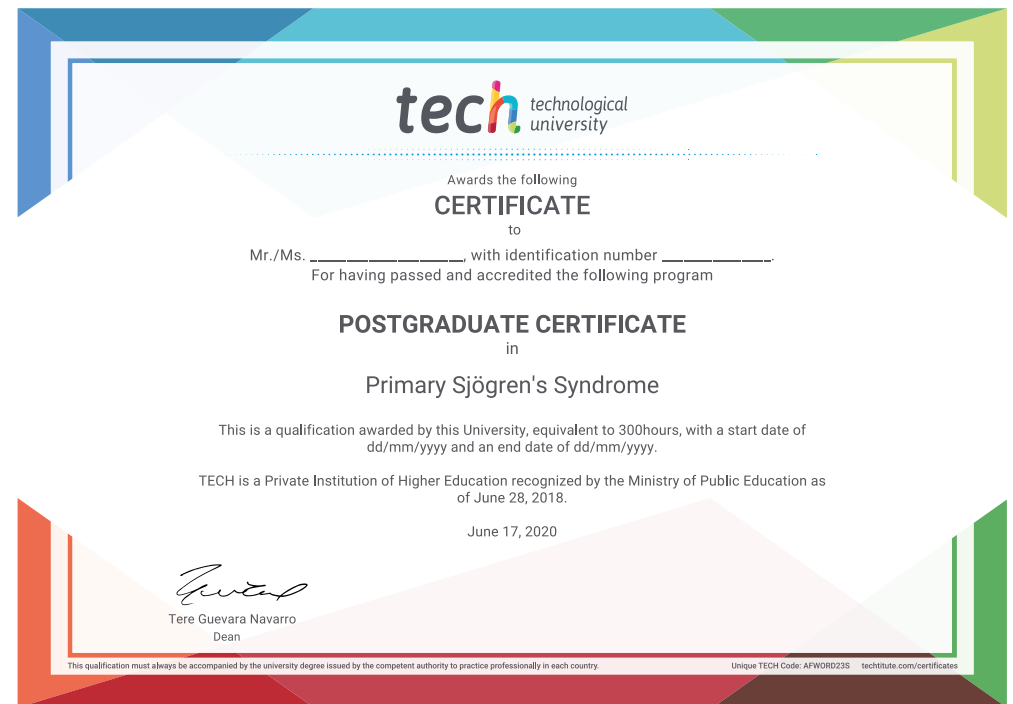 tech technological
university
Awards the following
CERTIFICATE
to
Mr./Ms. ____________________, with identification number ______________.
For having passed and accredited the following program
POSTGRADUATE CERTIFICATE
in
Primary Sjögren's Syndrome
This is a qualification awarded by this University, equivalent to 300hours, with a start date of
dd/mm/yyyy and an end date of dd/mm/yyyy.
TECH is a Private Institution of Higher Education recognized by the Ministry of Public Education as
of June 28, 2018.
June 17, 2020
Tere Guevara Navarro
Dean
This qualification must always be accompanied by the university degree issued by the competent authority to practice professionally in each country.
Unique TECH Code: AFWORD23S techtitute.com/certificates